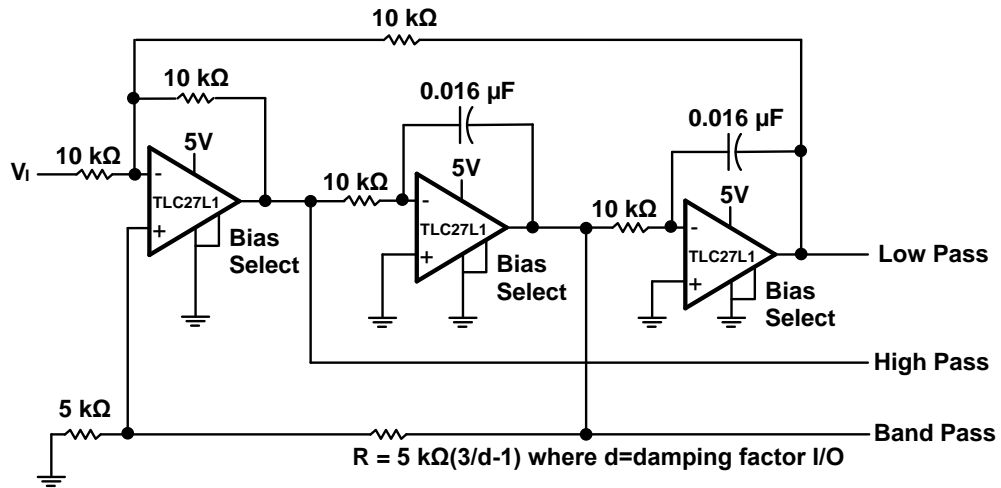 10 kΩ
10 kΩ
0.016 µF
0.016 µF
5V
10 kΩ
5V
VI
10 kΩ
5V
-
10 kΩ
-
TLC27L1
-
TLC27L1
TLC27L1
+
Bias
Select
+
Bias
Select
+
Bias
Select
Low Pass
High Pass
5 kΩ
Band Pass
R = 5 kΩ(3/d-1) where d=damping factor I/O